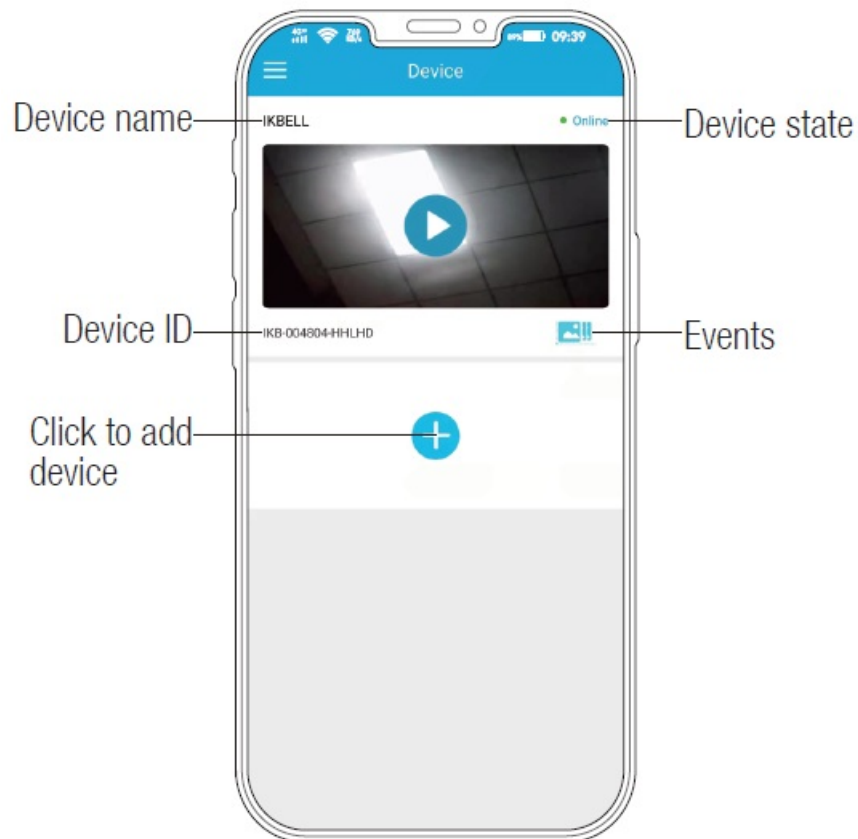 09:39
Device
Device name
IKBELL
Online
Device state
Device ID
IKB-004804-HHLHD
Events
Click to add
device